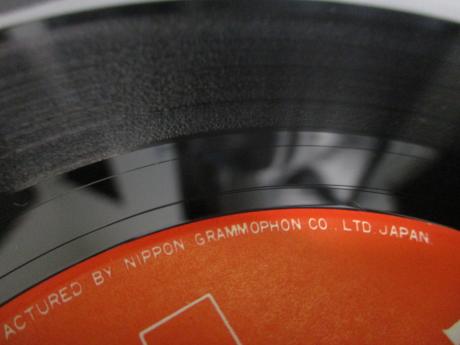 ACTURED BY NIPPON GRAMMOPHON CO., LTD. JAPAN.